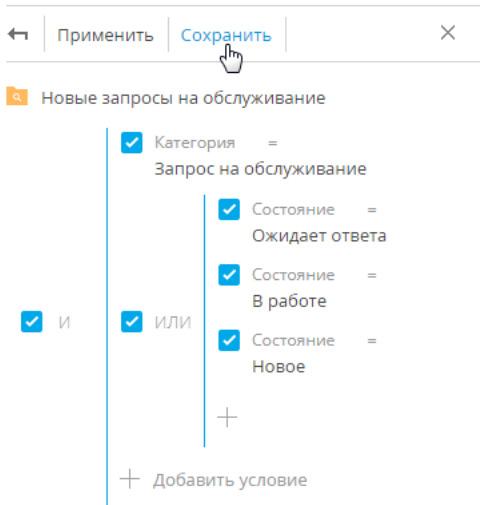 Применить Сохранить
Новые запросы на обслуживание
Категория =
Запрос на обслуживание
Состояние =
Ожидает ответа
Состояние =
В работе
И ИЛИ
Состояние =
Новое
Добавить условие